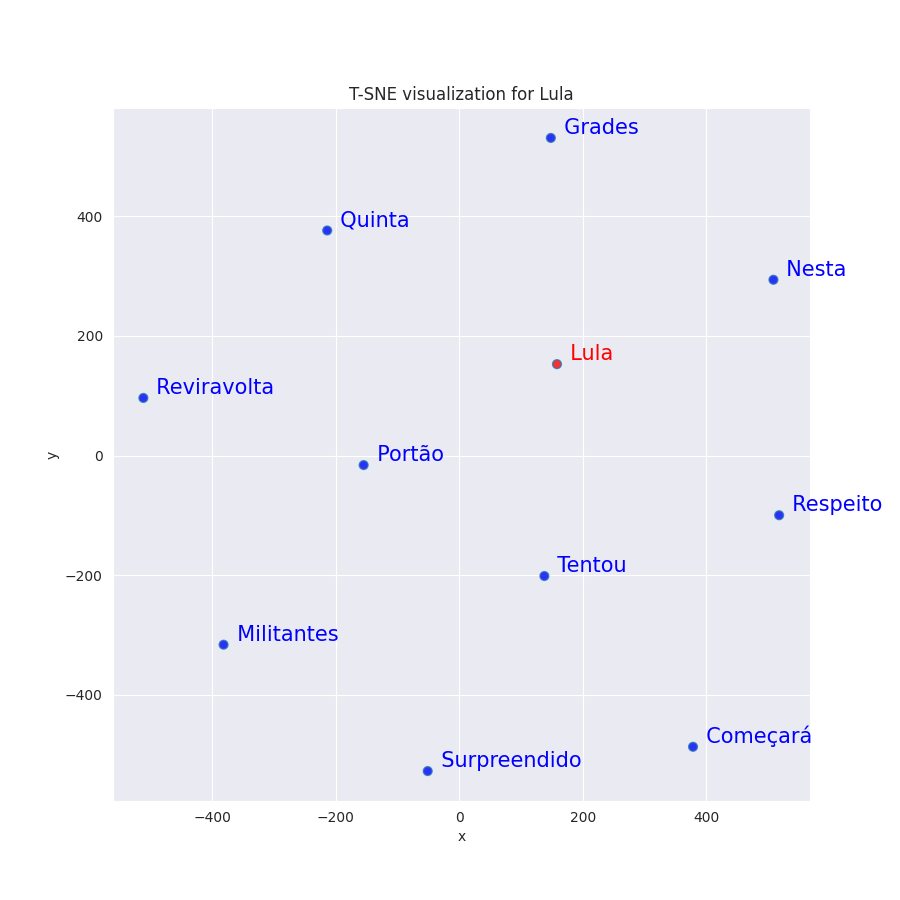 T-SNE visualization for Lula
Grades
Quinta
400
Nesta
200
Lula
Reviravolta
Portão
y
0
Respeito
Tentou
−200
Militantes
−400
Começará
Surpreendido
−400
−200
0
200
400
x